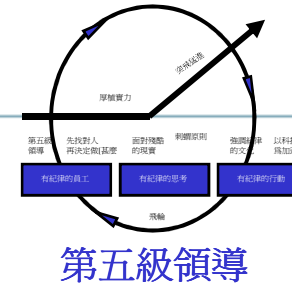 突飛猛進
厚積實力
第五級
領導
先找對人
再決定做甚麼
面對殘酷
的現實
刺蝟原則
強調紀律
的文化
以科技
為加速
有紀律的員工
有紀律的思考
有紀律的行動
飛輪
第五級領導